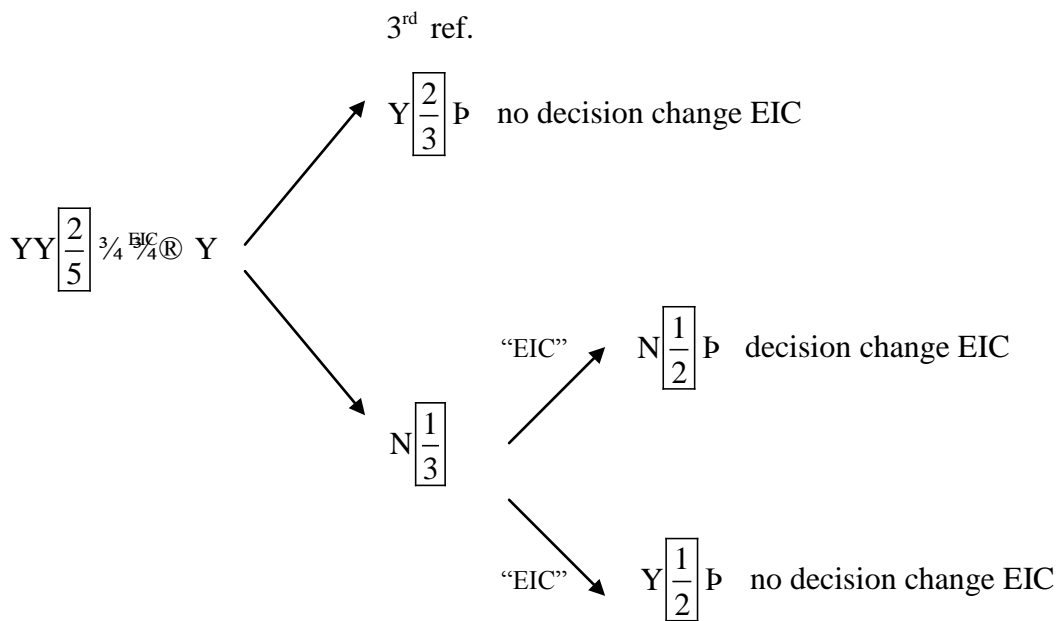 3rd ref.
Y 2/3 Þ no decision change EIC
YY 2/5 ¾ EIC ¾® Y
“EIC” N 1/2 Þ decision change EIC
N 1/3
“EIC” Y 1/2 Þ no decision change EIC